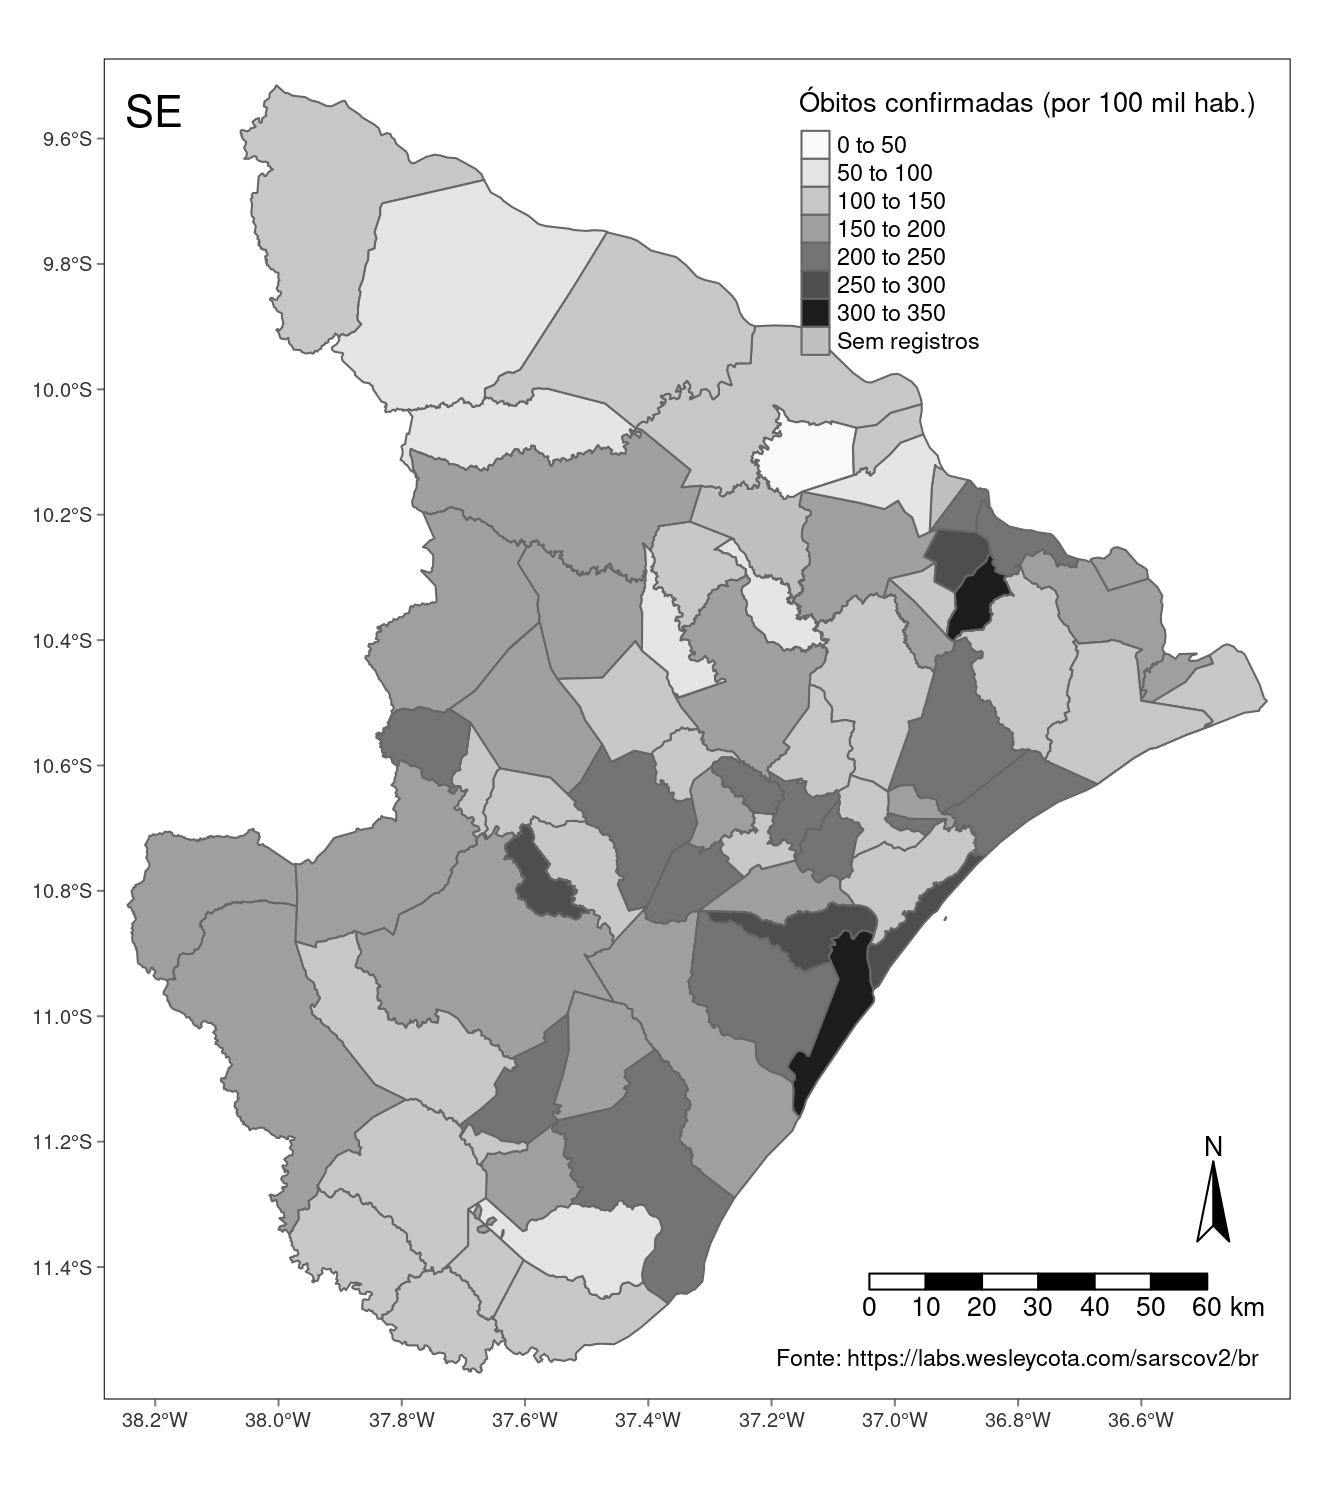 SE
Óbitos confirmadas (por 100 mil hab.)
0 to 50
50 to 100
100 to 150
150 to 200
200 to 250
250 to 300
300 to 350
Sem registros
9.6°S
9.8°S
10.0°S
10.2°S
10.4°S
10.6°S
10.8°S
11.0°S
11.2°S
11.4°S
N
0 10 20 30 40 50 60 km
Fonte: https://labs.wesleycota.com/sarscov2/br
38.2°W 38.0°W 37.8°W 37.6°W 37.4°W 37.2°W 37.0°W 36.8°W 36.6°W